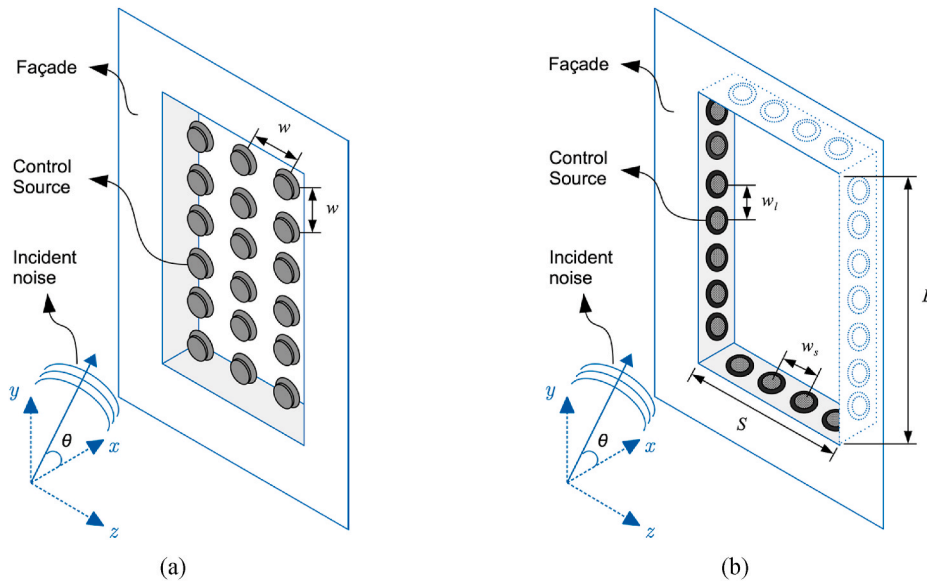 Façade
Control
Source
Incident
noise
w
w
y
θ
x
z
(a)
Façade
Control
Source
Incident
noise
w_l
w_s
S
y
θ
x
z
(b)